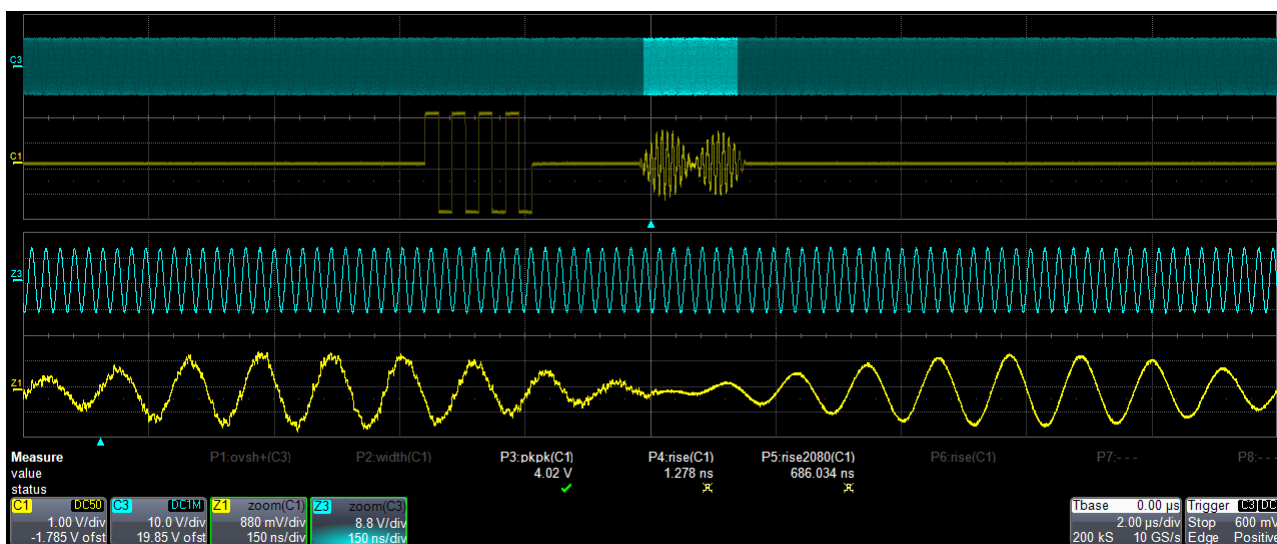 C3
C1
Z3
Z1
Measure P1:ovsh+(C3) P2:width(C1) P3:pkpk(C1) P4:rise(C1) P5:rise2080(C1) P6:rise(C1) P7:- - - P8:- - -
value 4.02 V 1.278 ns 686.034 ns
status
C1 DC50 C3 DC1M Z1 zoom(C1) Z3 zoom(C3) Tbase 0.00 µs Trigger C3 DC
1.00 V/div 10.0 V/div 880 mV/div 8.8 V/div 2.00 µs/div Stop 600 mV
-1.785 V ofst 19.85 V ofst 150 ns/div 150 ns/div 200 kS 10 GS/s Edge Positive